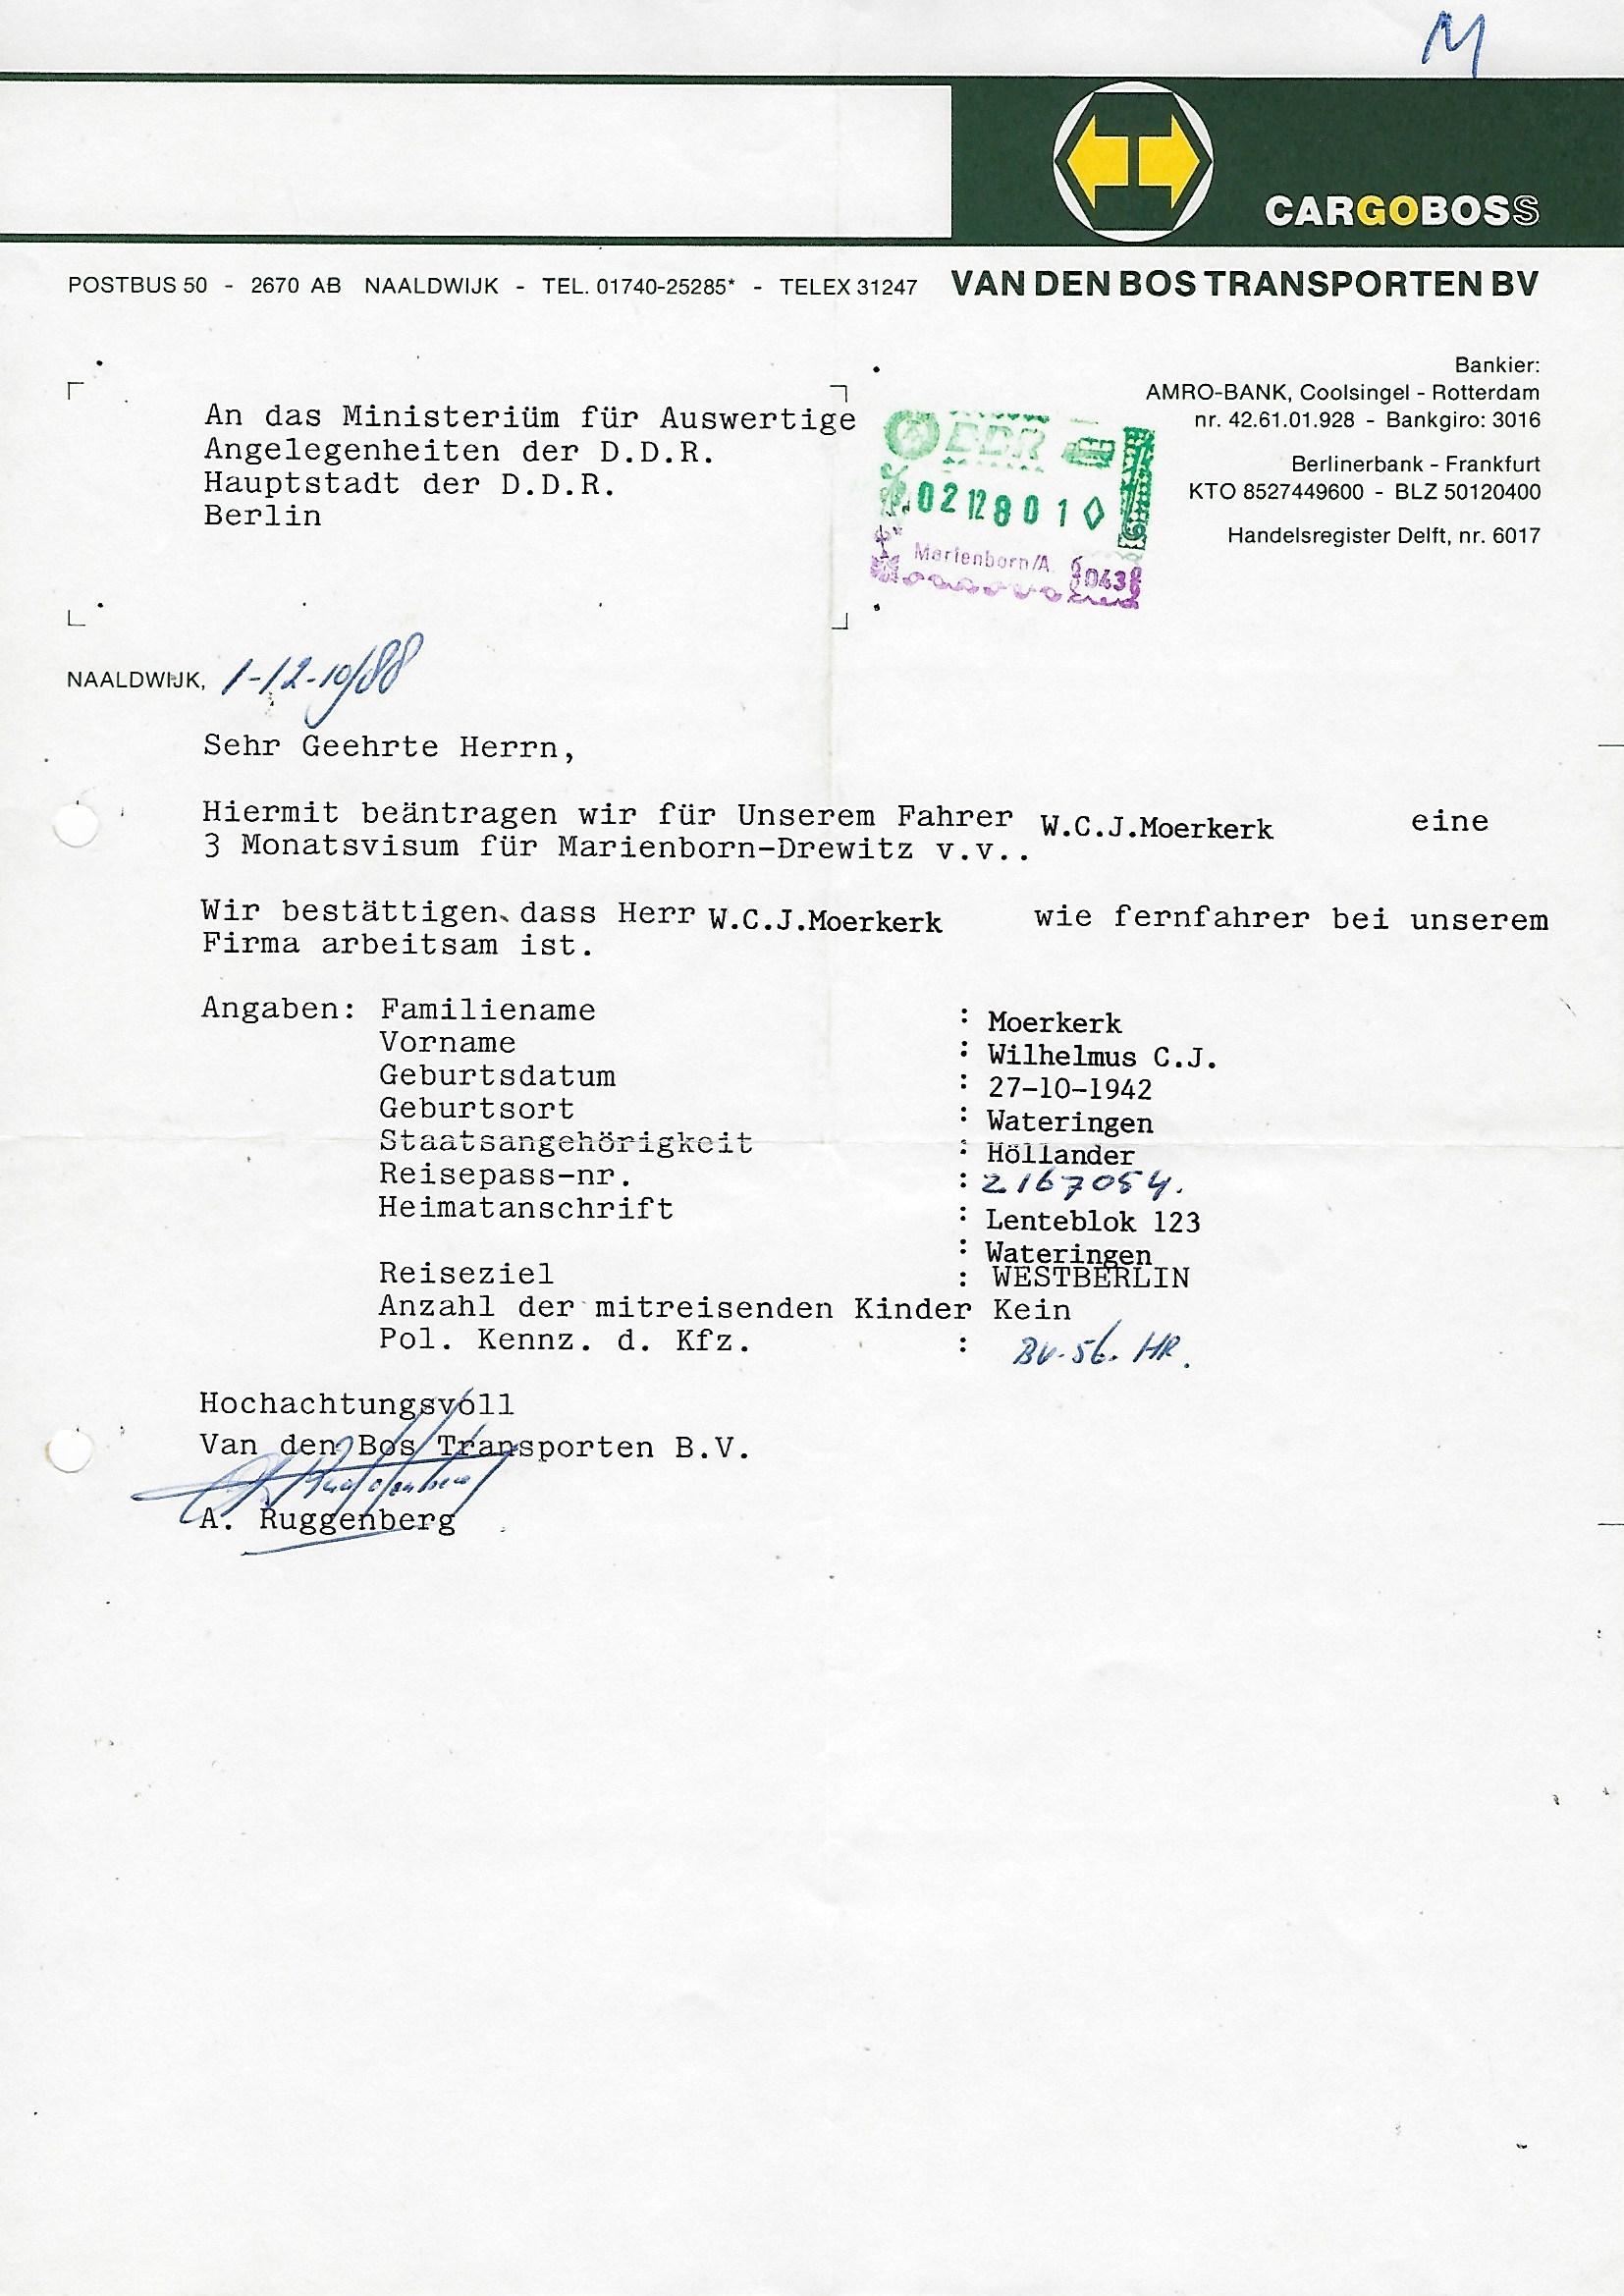 M
CARGOBOSS
POSTBUS 50 - 2670 AB NAALDWIJK - TEL. 01740-25285* - TELEX 31247 VAN DEN BOS TRANSPORTEN BV
Bankier:
AMRO-BANK, Coolsingel - Rotterdam
nr. 42.61.01.928 - Bankgiro: 3016
Berlinerbank - Frankfurt
KTO 8527449600 - BLZ 50120400
Handelsregister Delft, nr. 6017
An das Ministeriüm für Auswertige
Angelegenheiten der D.D.R.
Hauptstadt der D.D.R.
Berlin
DDR
02 12 8 0 1 ◊
Marienborn/A
043
NAALDWIJK, 1-12-10/88
Sehr Geehrte Herrn,
Hiermit beäntragen wir für Unserem Fahrer W.C.J.Moerkerk eine
3 Monatsvisum für Marienborn-Drewitz v.v..
Wir bestättigen dass Herr W.C.J.Moerkerk wie fernfahrer bei unserem
Firma arbeitsam ist.
Angaben: Familiename : Moerkerk
Vorname : Wilhelmus C.J.
Geburtsdatum : 27-10-1942
Geburtsort : Wateringen
Staatsangehörigkeit : Höllander
Reisepass-nr. : 2167054.
Heimatanschrift : Lenteblok 123
: Wateringen
Reiseziel : WESTBERLIN
Anzahl der mitreisenden Kinder Kein
Pol. Kennz. d. Kfz. : BV-56. HR.
Hochachtungsvoll
Van den Bos Transporten B.V.
A. Ruggenberg